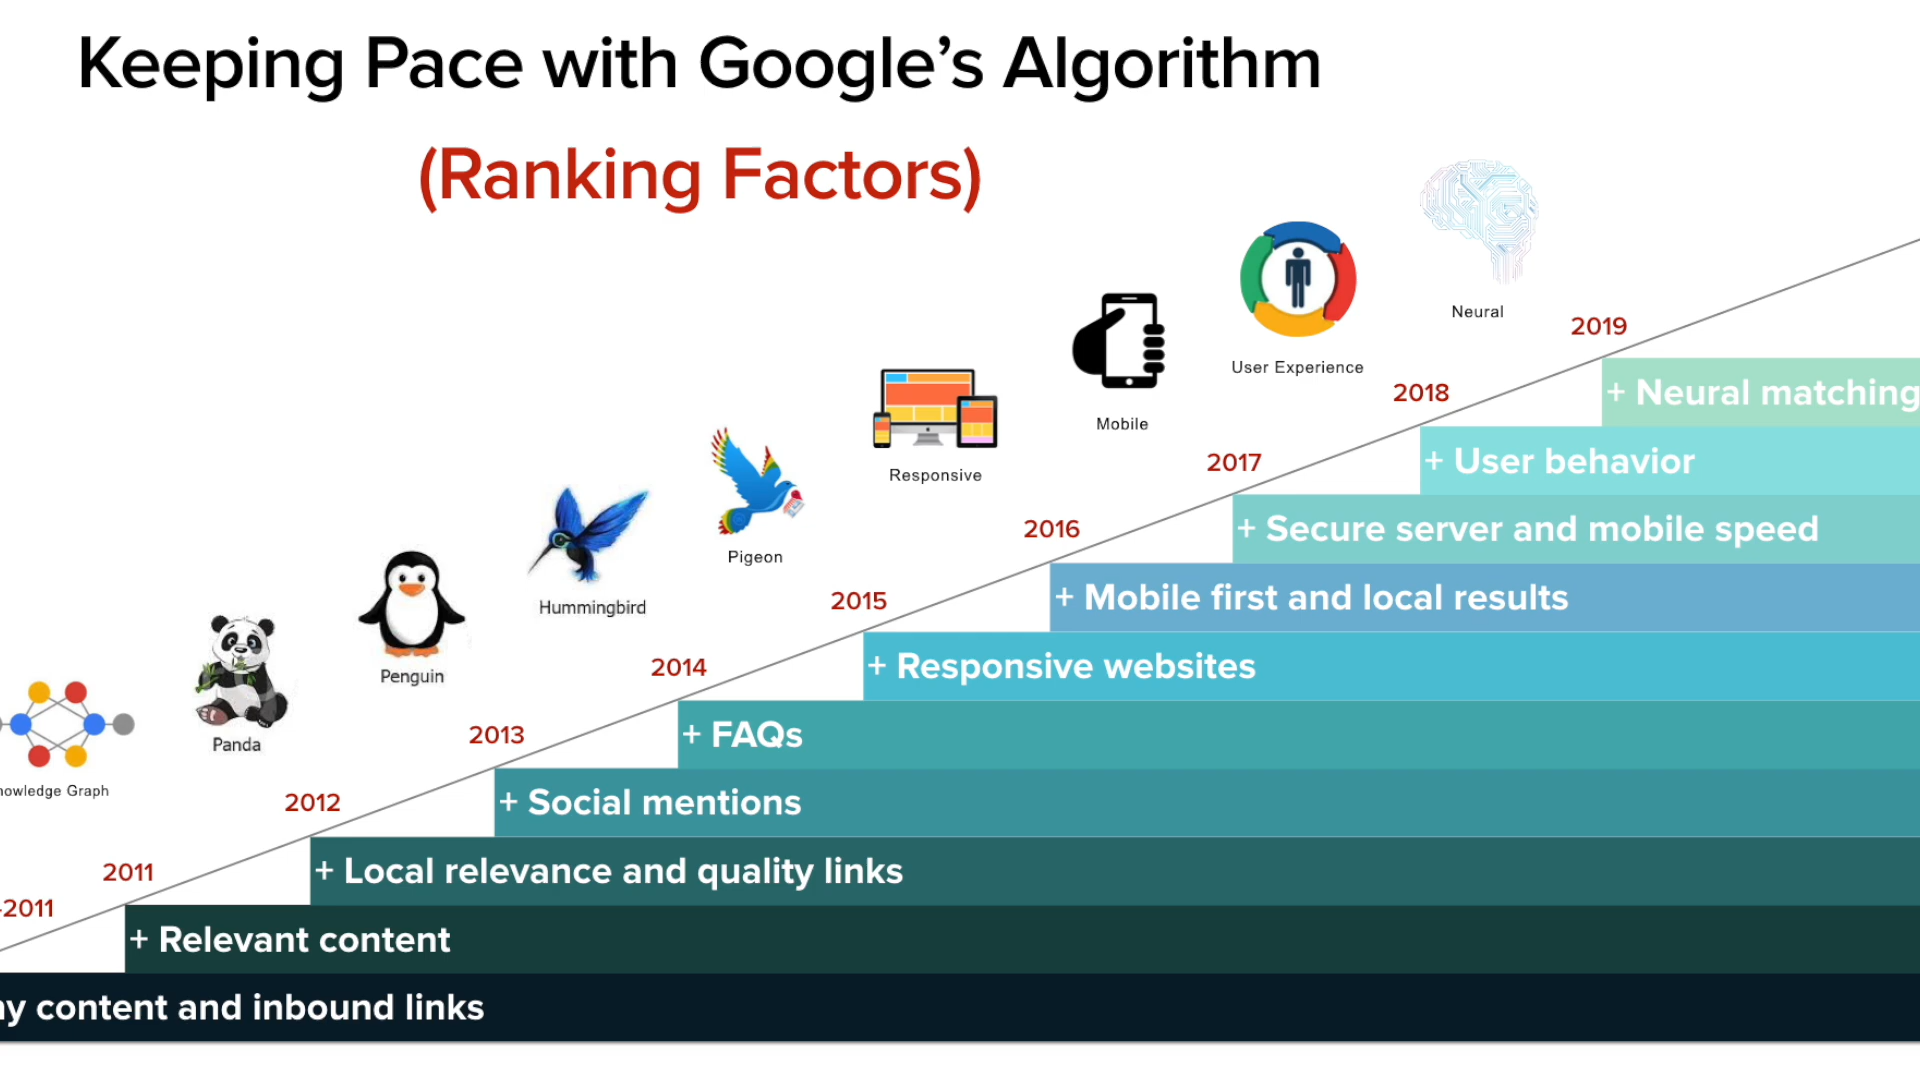 Keeping Pace with Google's Algorithm
(Ranking Factors)
Neural
2019
User Experience
+ Neural matching
2018
Mobile
+ User behavior
2017
Responsive
+ Secure server and mobile speed
2016
Pigeon
+ Mobile first and local results
2015
Hummingbird
+ Responsive websites
2014
Penguin
+ FAQs
2013
Panda
+ Social mentions
2012
Graph
+ Local relevance and quality links
2011
-2011
+ Relevant content
content and inbound links